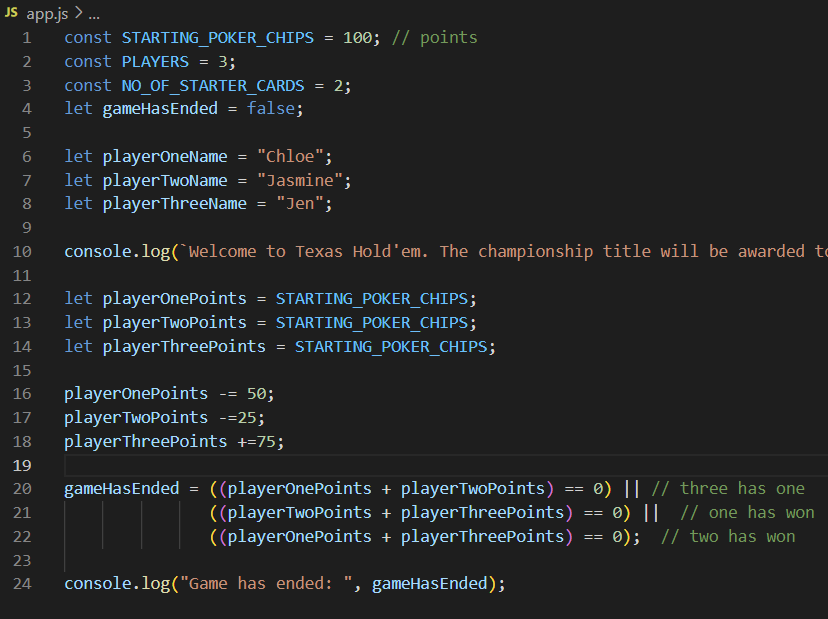 JS app.js > ...
1 const STARTING_POKER_CHIPS = 100; // points
2 const PLAYERS = 3;
3 const NO_OF_STARTER_CARDS = 2;
4 let gameHasEnded = false;
5
6 let playerOneName = "Chloe";
7 let playerTwoName = "Jasmine";
8 let playerThreeName = "Jen";
9
10 console.log(`Welcome to Texas Hold'em. The championship title will be awarded to
11
12 let playerOnePoints = STARTING_POKER_CHIPS;
13 let playerTwoPoints = STARTING_POKER_CHIPS;
14 let playerThreePoints = STARTING_POKER_CHIPS;
15
16 playerOnePoints -= 50;
17 playerTwoPoints -=25;
18 playerThreePoints +=75;
19
20 gameHasEnded = ((playerOnePoints + playerTwoPoints) == 0) || // three has one
21 ((playerTwoPoints + playerThreePoints) == 0) || // one has won
22 ((playerOnePoints + playerThreePoints) == 0); // two has won
23
24 console.log("Game has ended: ", gameHasEnded);